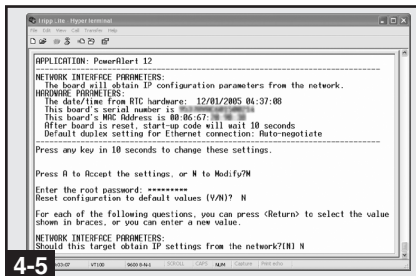 Tripp Lite - HyperTerminal
File Edit View Call Transfer Help
APPLICATION: PowerAlert 12
NETWORK INTERFACE PARAMETERS:
The board will obtain IP configuration parameters from the network.
HARDWARE PARAMETERS:
The date/time from RTC hardware: 12/01/2005 04:37:08
This board's serial number is
This board's MAC Address is 00:06:67:
After board is reset, start-up code will wait 10 seconds
Default duplex setting for Ethernet connection: Auto-negotiate
Press any key in 10 seconds to change these settings.
Press A to Accept the settings, or N to Modify?N
Enter the root password: *********
Reset configuration to default values (Y/N)? N
For each of the following questions, you can press <Return> to select the value
shown in braces, or you can enter a new value.
NETWORK INTERFACE PARAMETERS:
Should this target obtain IP settings from the network?[N] N
4-5
VT100 9600 8-N-1 SCROLL CAPS NUM Capture Print echo